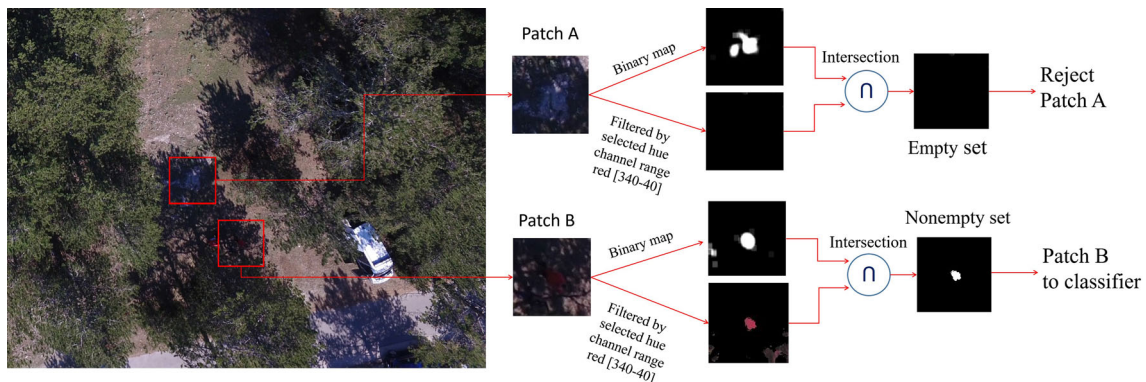 Patch A
Binary map
Filtered by
selected hue
channel range
red [340-40]
Intersection
∩
Empty set
Reject
Patch A
Patch B
Binary map
Filtered by
selected hue
channel range
red [340-40]
Intersection
∩
Nonempty set
Patch B
to classifier